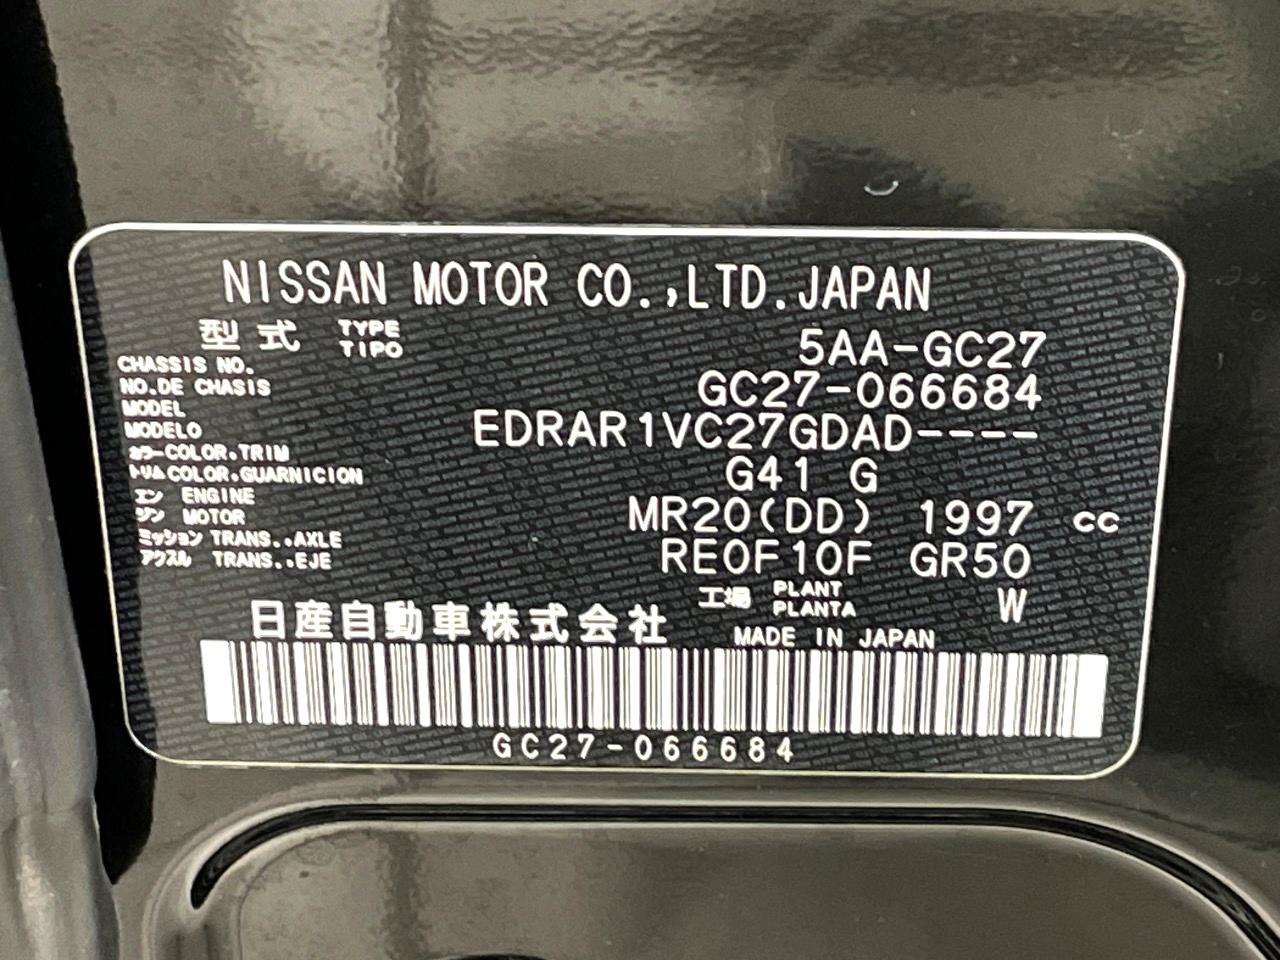 NISSAN MOTOR CO.,LTD.JAPAN
型式 TYPE TIPO 5AA-GC27
CHASSIS NO.
NO.DE CHASIS GC27-066684
MODEL
MODELO EDRAR1VC27GDAD----
カラー COLOR.TRIM
トリム COLOR.GUARNICION G41 G
エン ENGINE
ジン MOTOR MR20(DD) 1997 cc
ミッション TRANS..AXLE
アクスル TRANS..EJE RE0F10F GR50
工場 PLANT PLANTA W
日産自動車株式会社 MADE IN JAPAN
GC27-066684